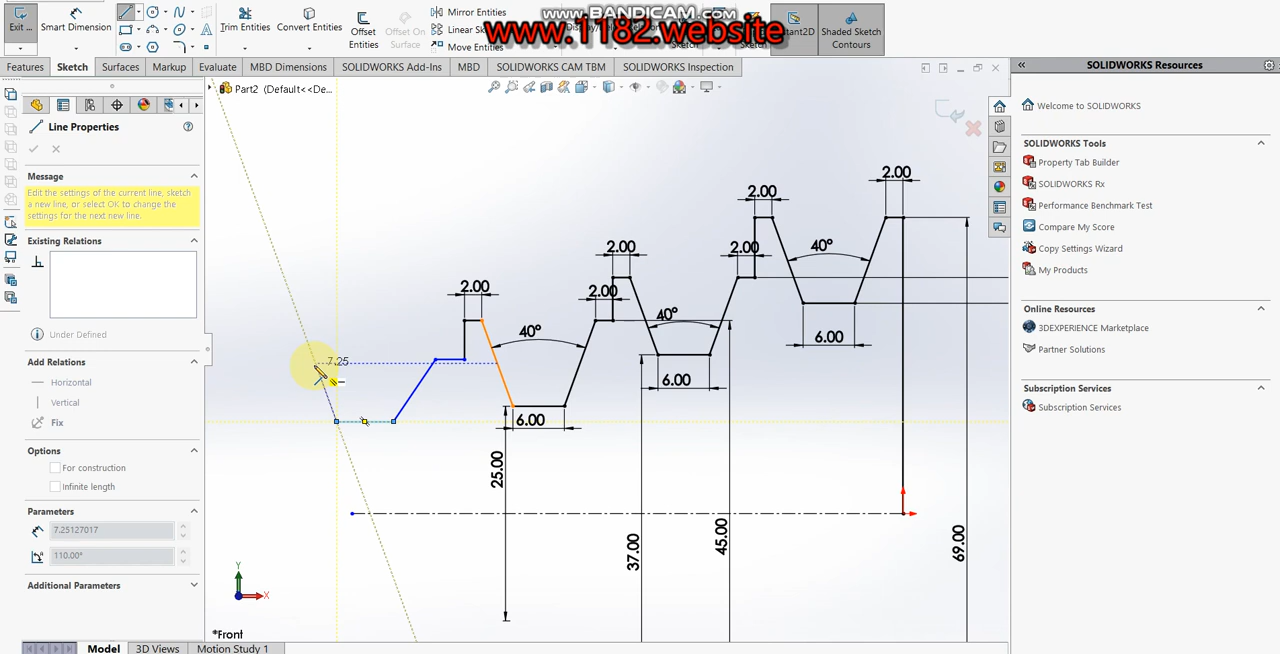 www.BANDICAM.com
www.1182.website
Exit ...
Smart Dimension
Trim Entities
Convert Entities
Offset Entities
Offset On Surface
Mirror Entities
Linear Sk
Move Entities
Instant2D
Shaded Sketch Contours
Features
Sketch
Surfaces
Markup
Evaluate
MBD Dimensions
SOLIDWORKS Add-Ins
MBD
SOLIDWORKS CAM TBM
SOLIDWORKS Inspection
SOLIDWORKS Resources
Part2 (Default<<De...
Line Properties
Message
Edit the settings of the current line, sketch
a new line, or select OK to change the
settings for the next new line.
Existing Relations
Under Defined
Add Relations
Horizontal
Vertical
Fix
Options
For construction
Infinite length
Parameters
7.25127017
110.00°
Additional Parameters
2.00
2.00
2.00
2.00
2.00
2.00
40°
40°
40°
7.25
6.00
6.00
6.00
25.00
37.00
45.00
69.00
Y
X
*Front
Model
3D Views
Motion Study 1
Welcome to SOLIDWORKS
SOLIDWORKS Tools
Property Tab Builder
SOLIDWORKS Rx
Performance Benchmark Test
Compare My Score
Copy Settings Wizard
My Products
Online Resources
3DEXPERIENCE Marketplace
Partner Solutions
Subscription Services
Subscription Services